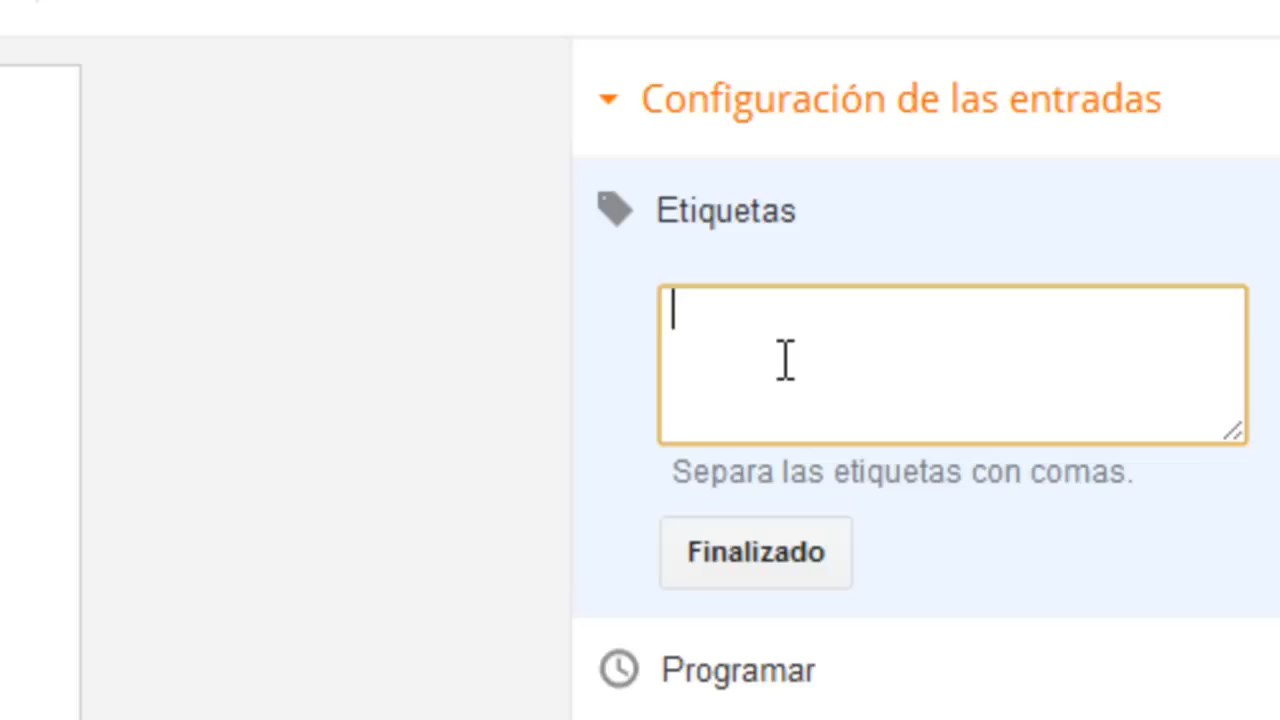 Configuración de las entradas
Etiquetas
Separa las etiquetas con comas.
Finalizado
Programar